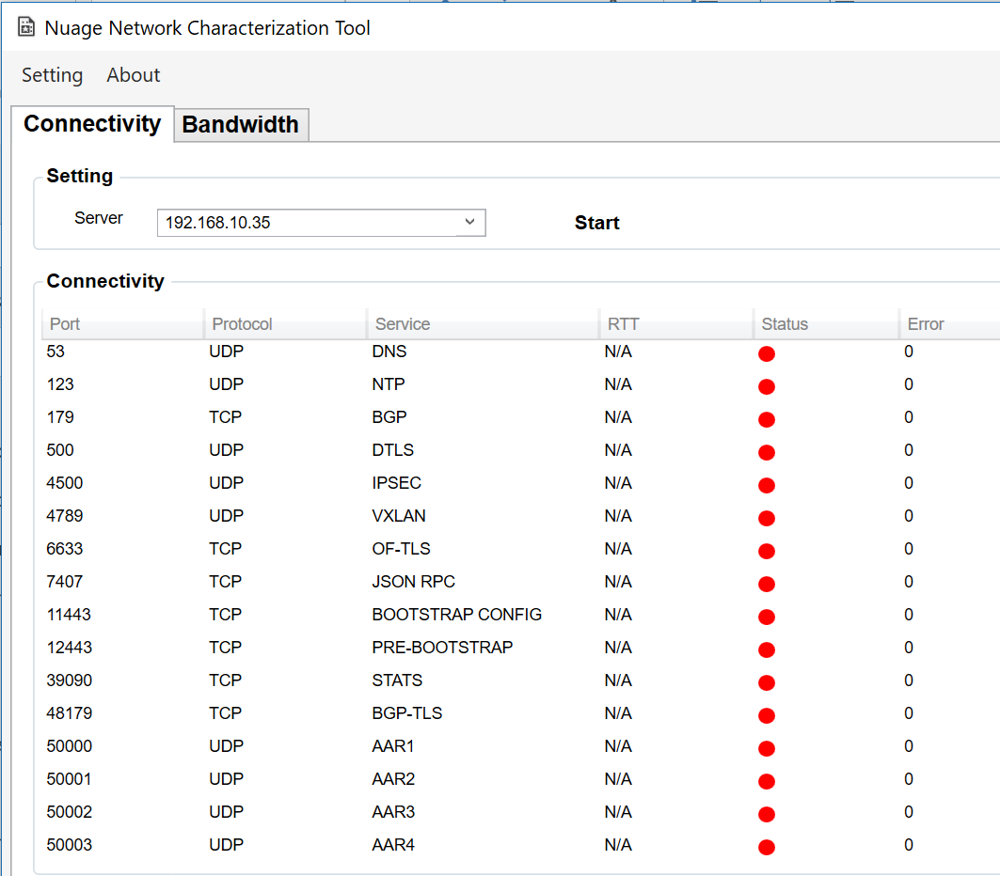 Nuage Network Characterization Tool
Setting About
Connectivity Bandwidth
Setting
Server 192.168.10.35 Start
Connectivity
Port Protocol Service RTT Status Error
53 UDP DNS N/A 0
123 UDP NTP N/A 0
179 TCP BGP N/A 0
500 UDP DTLS N/A 0
4500 UDP IPSEC N/A 0
4789 UDP VXLAN N/A 0
6633 TCP OF-TLS N/A 0
7407 TCP JSON RPC N/A 0
11443 TCP BOOTSTRAP CONFIG N/A 0
12443 TCP PRE-BOOTSTRAP N/A 0
39090 TCP STATS N/A 0
48179 TCP BGP-TLS N/A 0
50000 UDP AAR1 N/A 0
50001 UDP AAR2 N/A 0
50002 UDP AAR3 N/A 0
50003 UDP AAR4 N/A 0